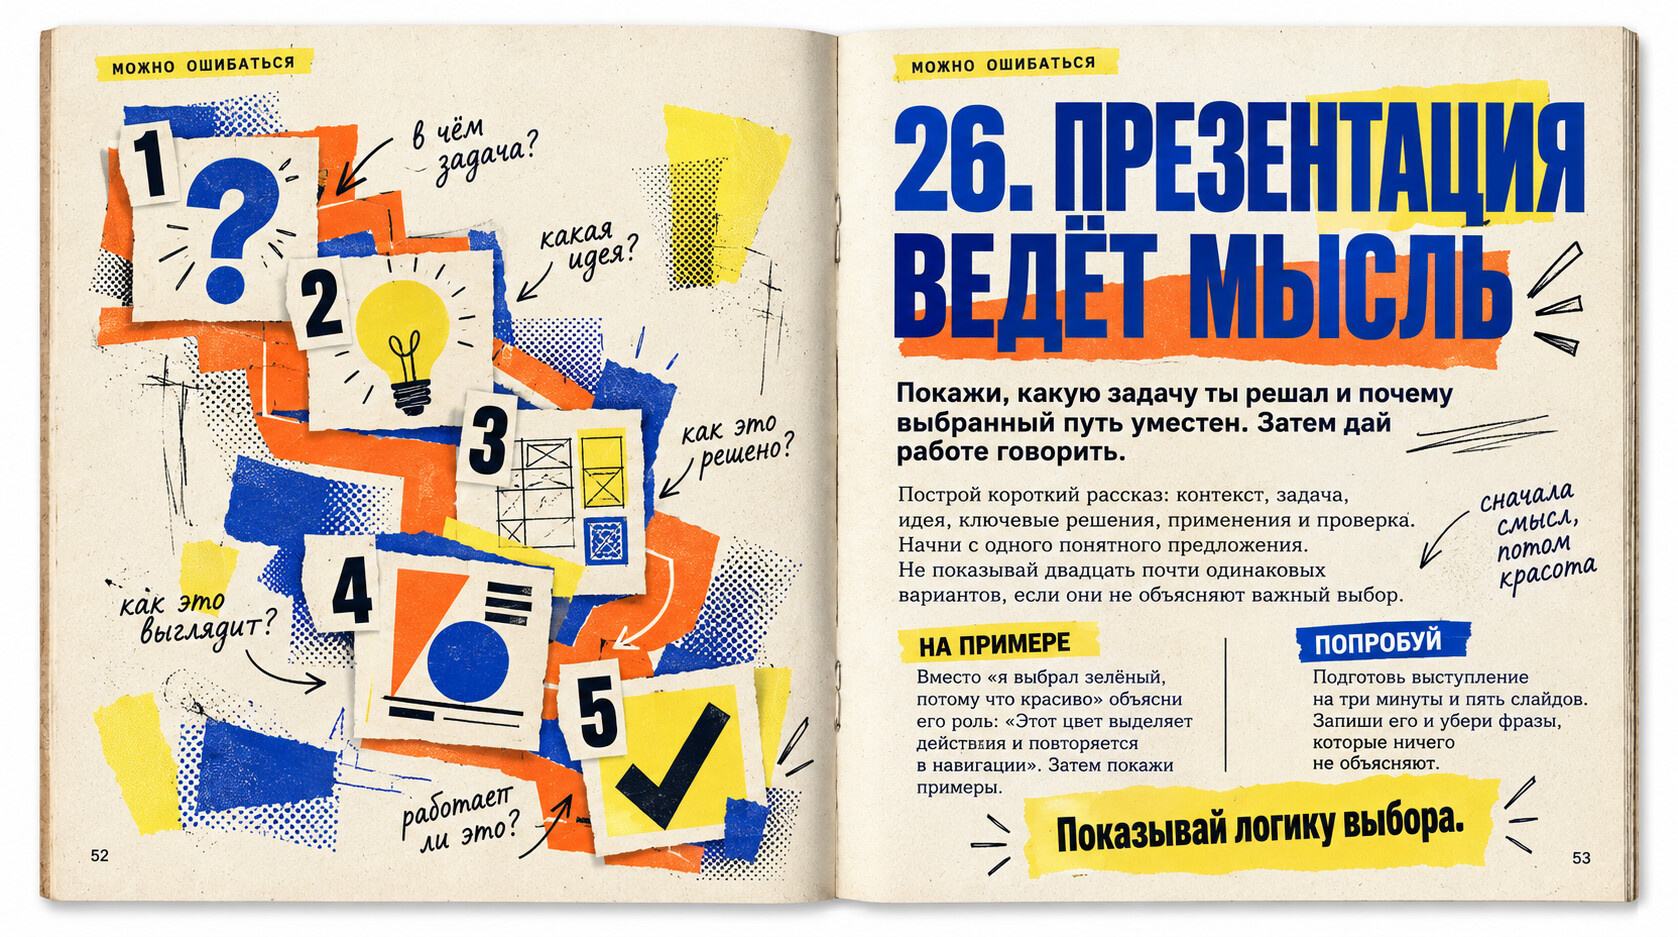 МОЖНО ОШИБАТЬСЯ
1
в чём
задача?
2
какая
идея?
3
как это
решено?
4
как это
выглядит?
5
работает
ли это?
52
МОЖНО ОШИБАТЬСЯ
26. ПРЕЗЕНТАЦИЯ
ВЕДЁТ МЫСЛЬ
Покажи, какую задачу ты решал и почему
выбранный путь уместен. Затем дай
работе говорить.
Построй короткий рассказ: контекст, задача,
идея, ключевые решения, применения и проверка.
Начни с одного понятного предложения.
Не показывай двадцать почти одинаковых
вариантов, если они не объясняют важный выбор.
сначала
смысл,
потом
красота
НА ПРИМЕРЕ
Вместо «я выбрал зелёный,
потому что красиво» объясни
его роль: «Этот цвет выделяет
действия и повторяется
в навигации». Затем покажи
примеры.
ПОПРОБУЙ
Подготовь выступление
на три минуты и пять слайдов.
Запиши его и убери фразы,
которые ничего
не объясняют.
Показывай логику выбора.
53